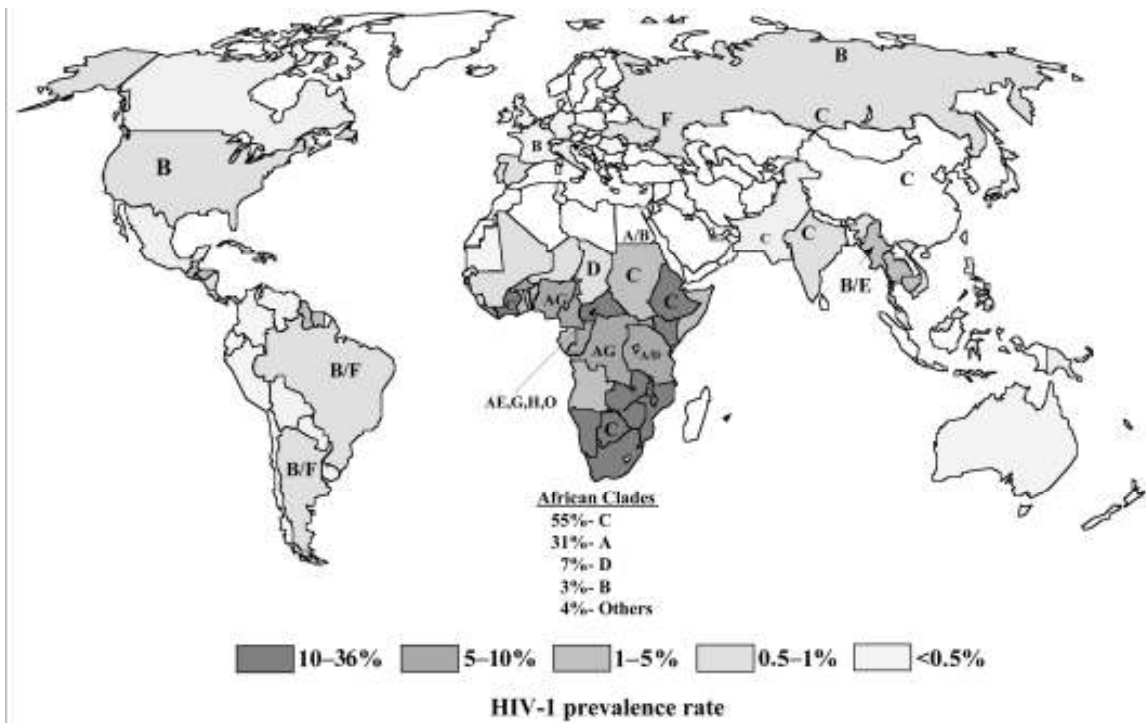 B
B
F
C
B
C
A/B
C
C
D
C
B/E
AG
C
B/F
AG
A/D
AE,G,H,O
C
B/F
African Clades
55%- C
31%- A
7%- D
3%- B
4%- Others
10–36% 5–10% 1–5% 0.5–1% <0.5%
HIV-1 prevalence rate